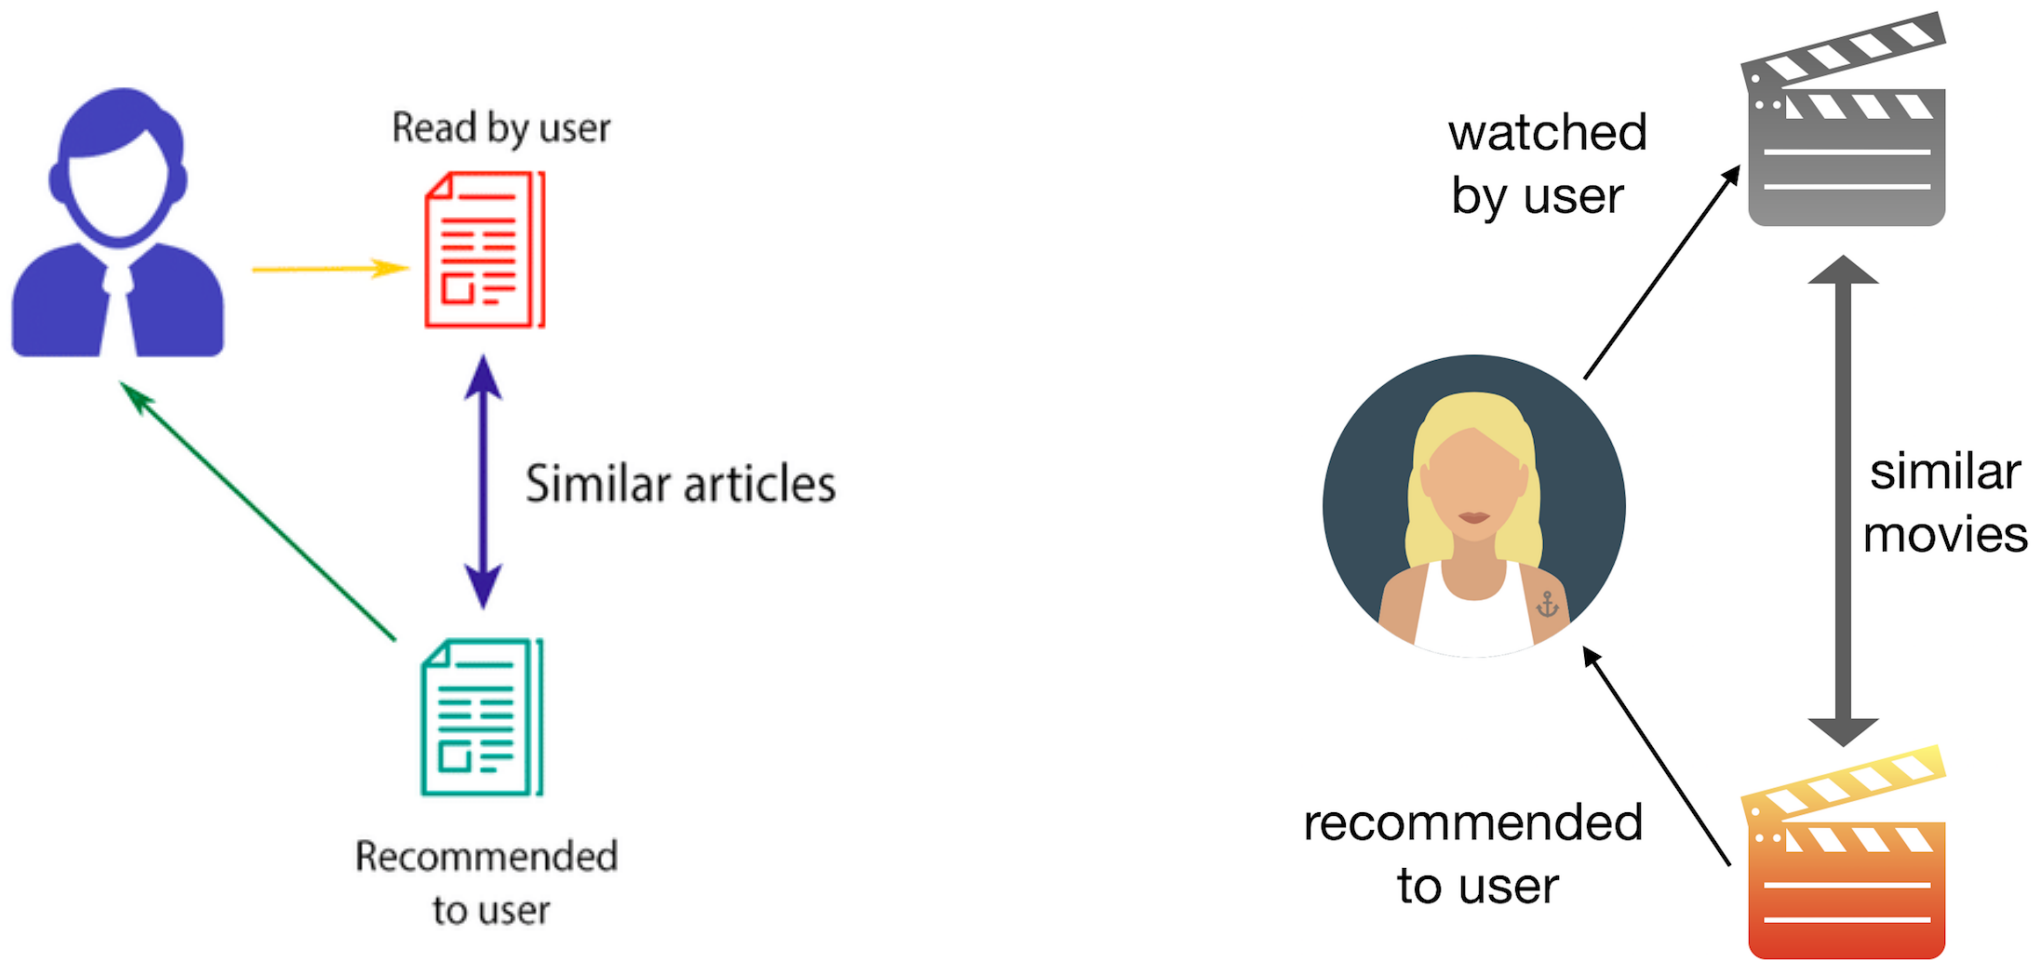 Read by user
Similar articles
Recommended
to user
watched
by user
similar
movies
recommended
to user